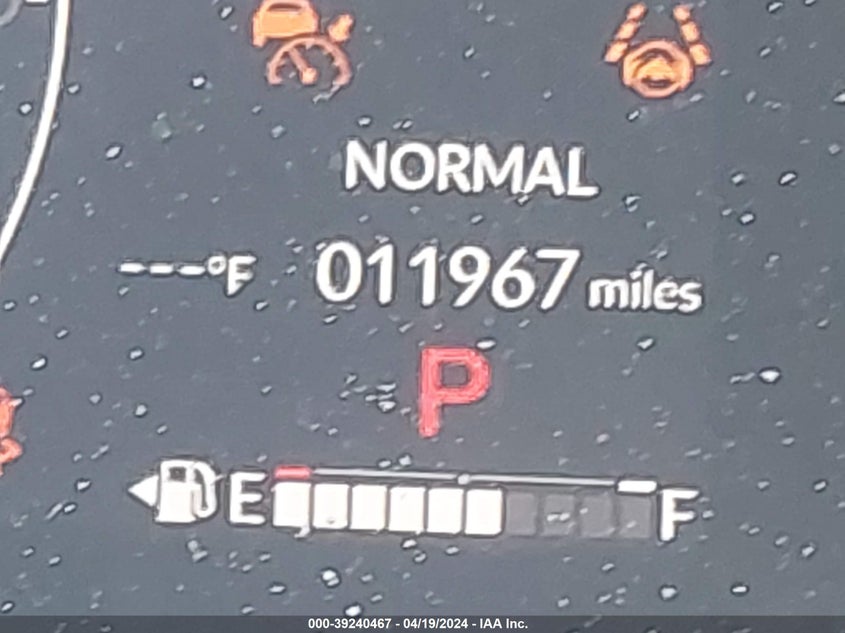 NORMAL
---°F 011967 miles
P
E F
000-39240467 - 04/19/2024 - IAA Inc.